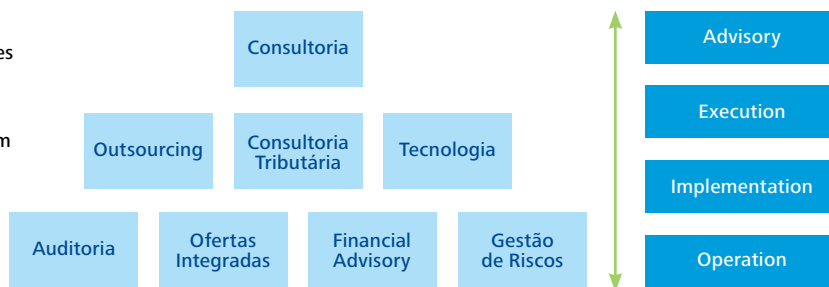 Consultoria
Outsourcing
Consultoria
Tributária
Tecnologia
Auditoria
Ofertas
Integradas
Financial
Advisory
Gestão
de Riscos
Advisory
Execution
Implementation
Operation